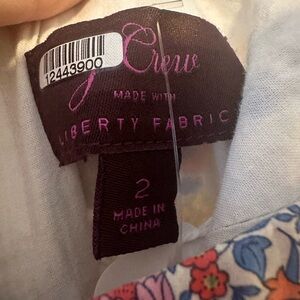 J.Crew
12443900
MADE WITH
LIBERTY FABRIC
2
MADE IN
CHINA